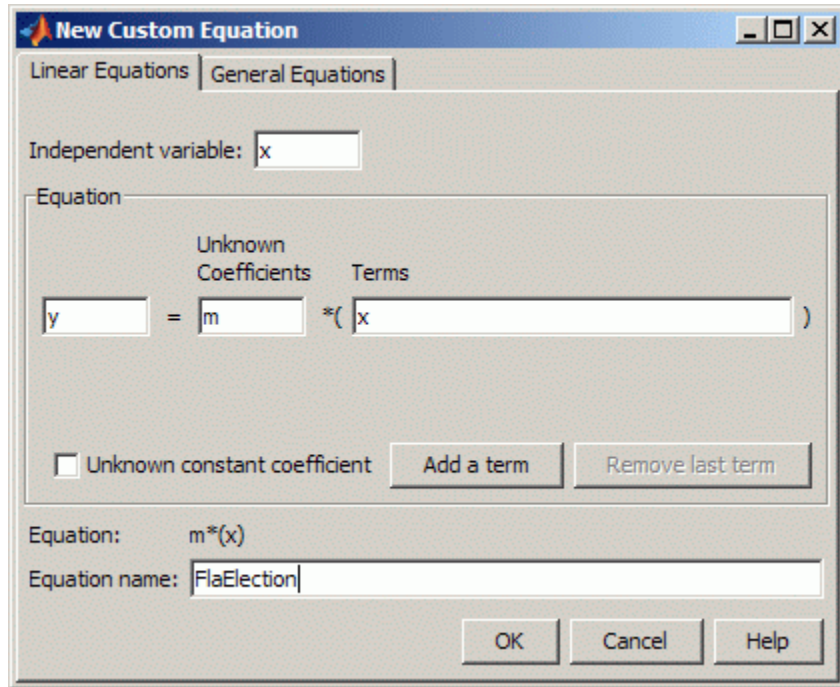 New Custom Equation
Linear Equations General Equations
Independent variable: x
Equation
Unknown
Coefficients Terms
y = m *( x )
Unknown constant coefficient Add a term Remove last term
Equation: m*(x)
Equation name: FlaElection
OK Cancel Help